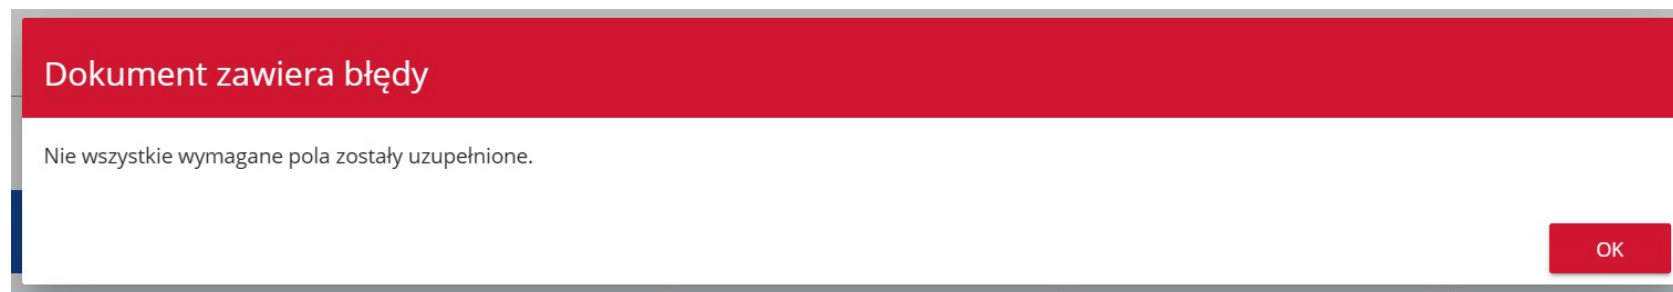 Dokument zawiera błędy
Nie wszystkie wymagane pola zostały uzupełnione.
OK